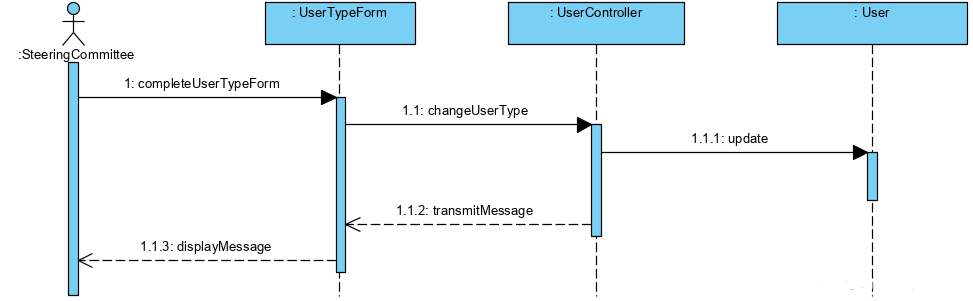 : UserTypeForm
: UserController
: User
:SteeringCommittee
1: completeUserTypeForm
1.1: changeUserType
1.1.1: update
1.1.2: transmitMessage
1.1.3: displayMessage